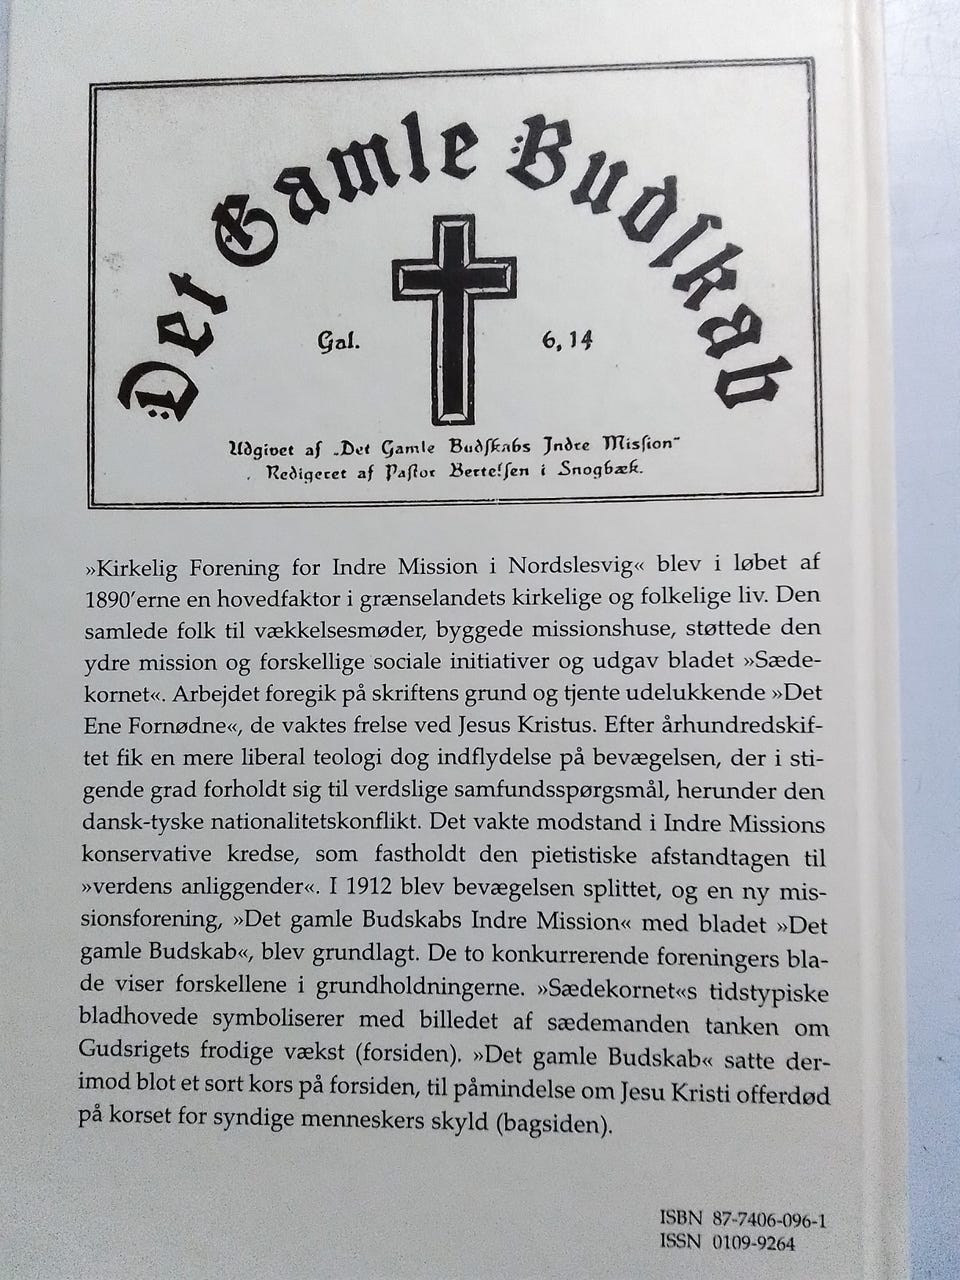 Det Gamle Budſkab
Gal. 6, 14
Udgivet af „Det Gamle Budſkabs Indre Miſſion"
Redigeret af Paſtor Bertelſen i Snogbæk.
»Kirkelig Forening for Indre Mission i Nordslesvig« blev i løbet af
1890'erne en hovedfaktor i grænselandets kirkelige og folkelige liv. Den
samlede folk til vækkelsesmøder, byggede missionshuse, støttede den
ydre mission og forskellige sociale initiativer og udgav bladet »Sæde-
kornet«. Arbejdet foregik på skriftens grund og tjente udelukkende »Det
Ene Fornødne«, de vaktes frelse ved Jesus Kristus. Efter århundredskif-
tet fik en mere liberal teologi dog indflydelse på bevægelsen, der i sti-
gende grad forholdt sig til verdslige samfundsspørgsmål, herunder den
dansk-tyske nationalitetskonflikt. Det vakte modstand i Indre Missions
konservative kredse, som fastholdt den pietistiske afstandtagen til
»verdens anliggender«. I 1912 blev bevægelsen splittet, og en ny mis-
sionsforening, »Det gamle Budskabs Indre Mission« med bladet »Det
gamle Budskab«, blev grundlagt. De to konkurrerende foreningers bla-
de viser forskellene i grundholdningerne. »Sædekornet«s tidstypiske
bladhovede symboliserer med billedet af sædemanden tanken om
Gudsrigets frodige vækst (forsiden). »Det gamle Budskab« satte der-
imod blot et sort kors på forsiden, til påmindelse om Jesu Kristi offerdød
på korset for syndige menneskers skyld (bagsiden).
ISBN 87-7406-096-1
ISSN 0109-9264